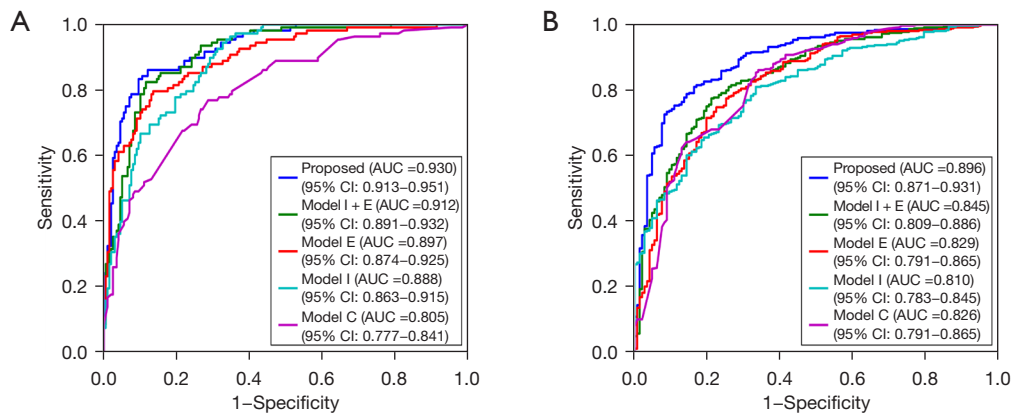 A
1.0
0.8
0.6
0.4
0.2
0.0
Sensitivity
Proposed (AUC =0.930)
(95% CI: 0.913–0.951)
Model I + E (AUC =0.912)
(95% CI: 0.891–0.932)
Model E (AUC =0.897)
(95% CI: 0.874–0.925)
Model I (AUC =0.888)
(95% CI: 0.863–0.915)
Model C (AUC =0.805)
(95% CI: 0.777–0.841)
0.0 0.2 0.4 0.6 0.8 1.0
1–Specificity
B
1.0
0.8
0.6
0.4
0.2
0.0
Sensitivity
Proposed (AUC =0.896)
(95% CI: 0.871–0.931)
Model I + E (AUC =0.845)
(95% CI: 0.809–0.886)
Model E (AUC =0.829)
(95% CI: 0.791–0.865)
Model I (AUC =0.810)
(95% CI: 0.783–0.845)
Model C (AUC =0.826)
(95% CI: 0.791–0.865)
0.0 0.2 0.4 0.6 0.8 1.0
1–Specificity